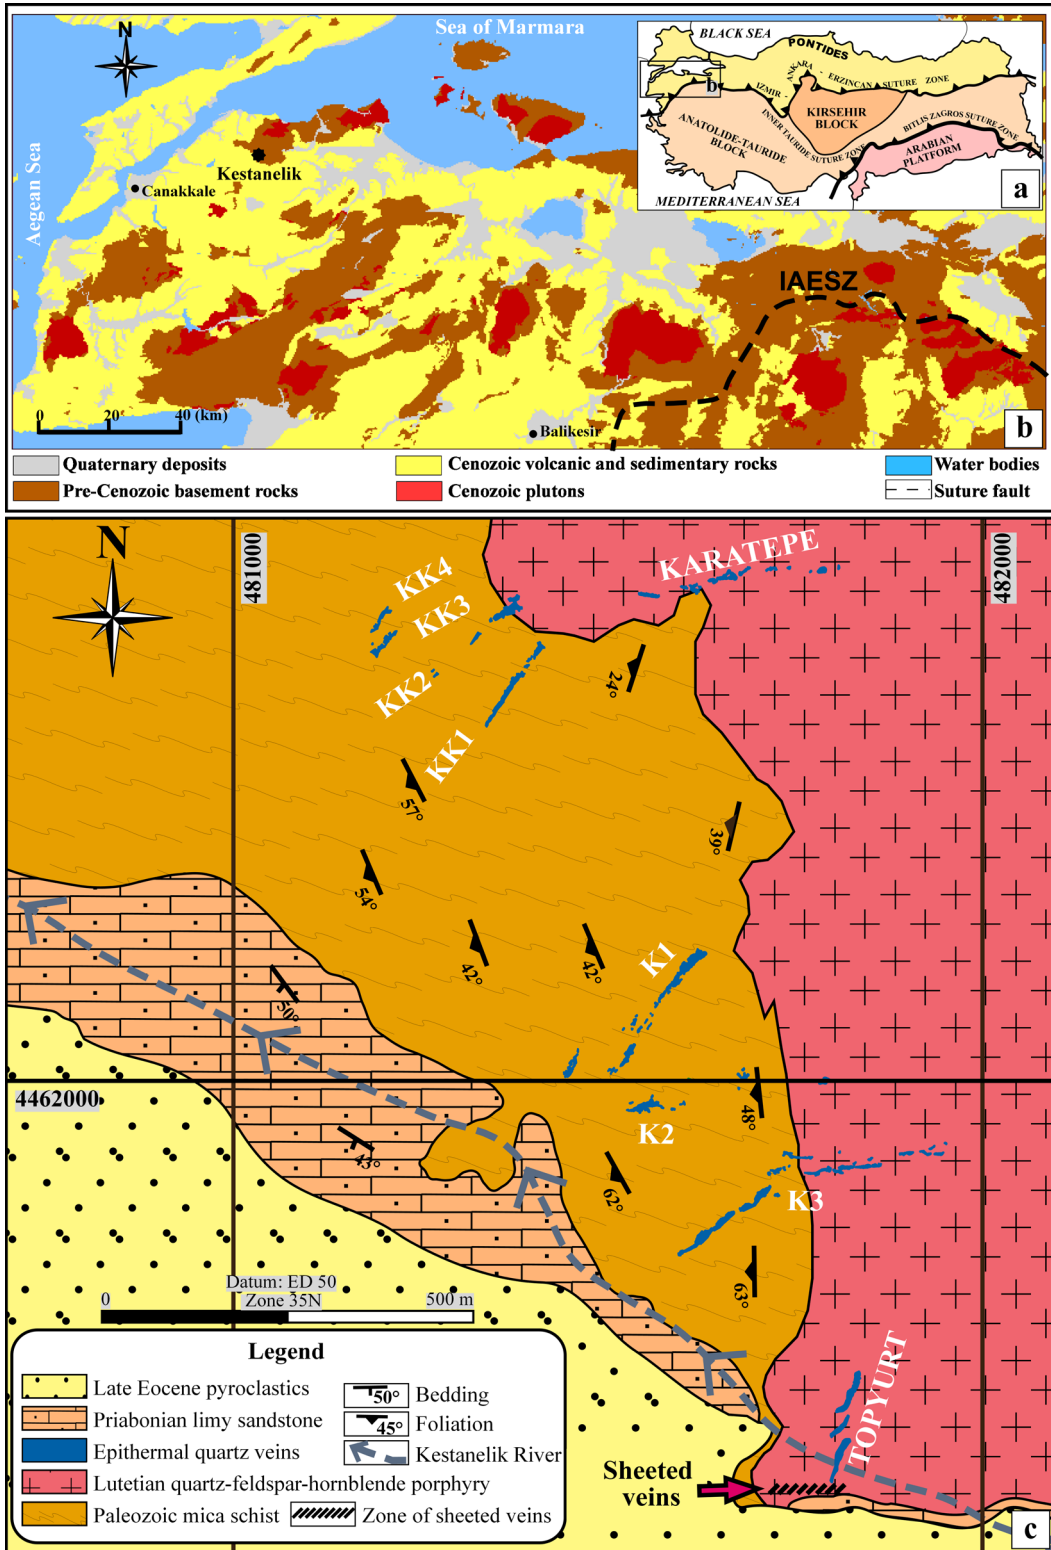 N
Sea of Marmara
Aegean Sea
Kestanelik
Canakkale
IAESZ
Balikesir
0
20
40 (km)
b
BLACK SEA
PONTIDES
IZMIR - ANKARA - ERZINCAN SUTURE ZONE
b
KIRSEHIR
BLOCK
ANATOLIDE-TAURIDE
BLOCK
INNER TAURIDE SUTURE ZONE
BITLIS ZAGROS SUTURE ZONE
ARABIAN
PLATFORM
MEDITERRANEAN SEA
a
Quaternary deposits
Cenozoic volcanic and sedimentary rocks
Water bodies
Pre-Cenozoic basement rocks
Cenozoic plutons
Suture fault
N
481000
482000
KARATEPE
KK4
KK3
KK2
KK1
24°
57°
39°
54°
42°
42°
K1
50°
4462000
48°
K2
43°
62°
K3
63°
Datum: ED 50
Zone 35N
0
500 m
TOPYURT
Sheeted
veins
Legend
Late Eocene pyroclastics
Priabonian limy sandstone
Epithermal quartz veins
Lutetian quartz-feldspar-hornblende porphyry
Paleozoic mica schist
50°
Bedding
45°
Foliation
Kestanelik River
Zone of sheeted veins
c